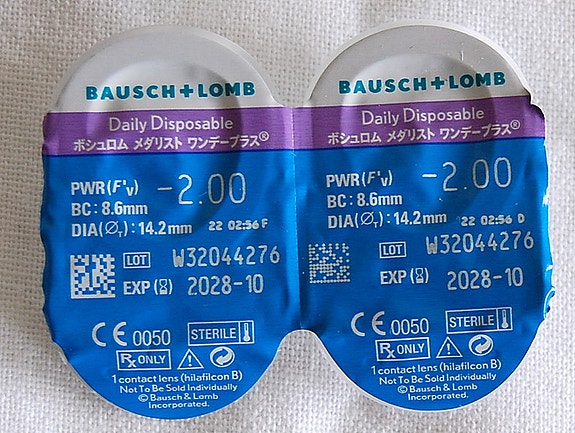 BAUSCH+LOMB
Daily Disposable
ボシュロム メダリスト ワンデープラス®
PWR(F'v) -2.00
BC: 8.6mm
DIA(∅T): 14.2mm 22 02:56 F
LOT W32044276
EXP 2028-10
CE 0050 STERILE
Rx ONLY
1 contact lens (hilafilcon B)
Not To Be Sold Individually
© Bausch & Lomb
Incorporated.
BAUSCH+LOMB
Daily Disposable
ボシュロム メダリスト ワンデープラス®
PWR(F'v) -2.00
BC: 8.6mm
DIA(∅T): 14.2mm 22 02:56 D
LOT W32044276
EXP 2028-10
CE 0050 STERILE
Rx ONLY
1 contact lens (hilafilcon B)
Not To Be Sold Individually
© Bausch & Lomb
Incorporated.